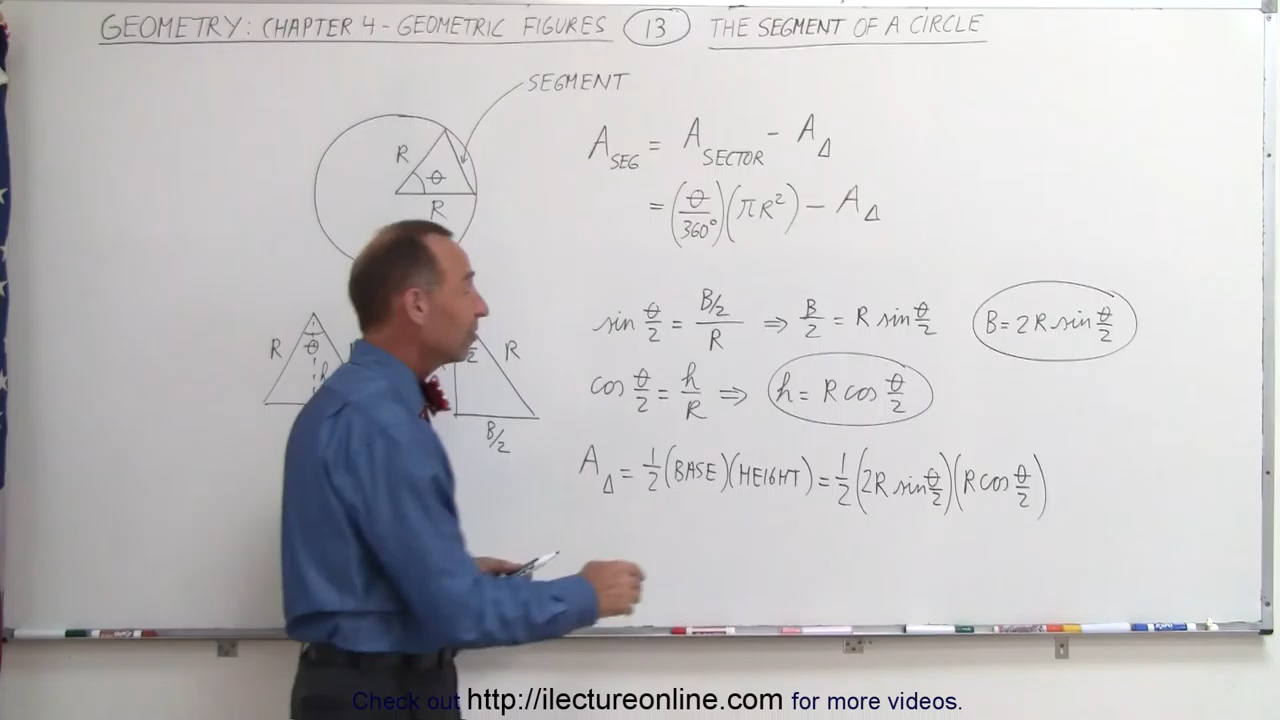 GEOMETRY: CHAPTER 4 - GEOMETRIC FIGURES 13 THE SEGMENT OF A CIRCLE
SEGMENT
R θ
R
A_SEG = A_SECTOR - A_Δ
= (θ/360°)(πR²) - A_Δ
sin θ/2 = (B/2)/R ⇒ B/2 = R sin θ/2
B = 2R sin θ/2
cos θ/2 = h/R ⇒ h = R cos θ/2
R θ h
R
B/2
A_Δ = 1/2 (BASE)(HEIGHT) = 1/2 (2R sin θ/2)(R cos θ/2)
Check out http://ilectureonline.com for more videos.